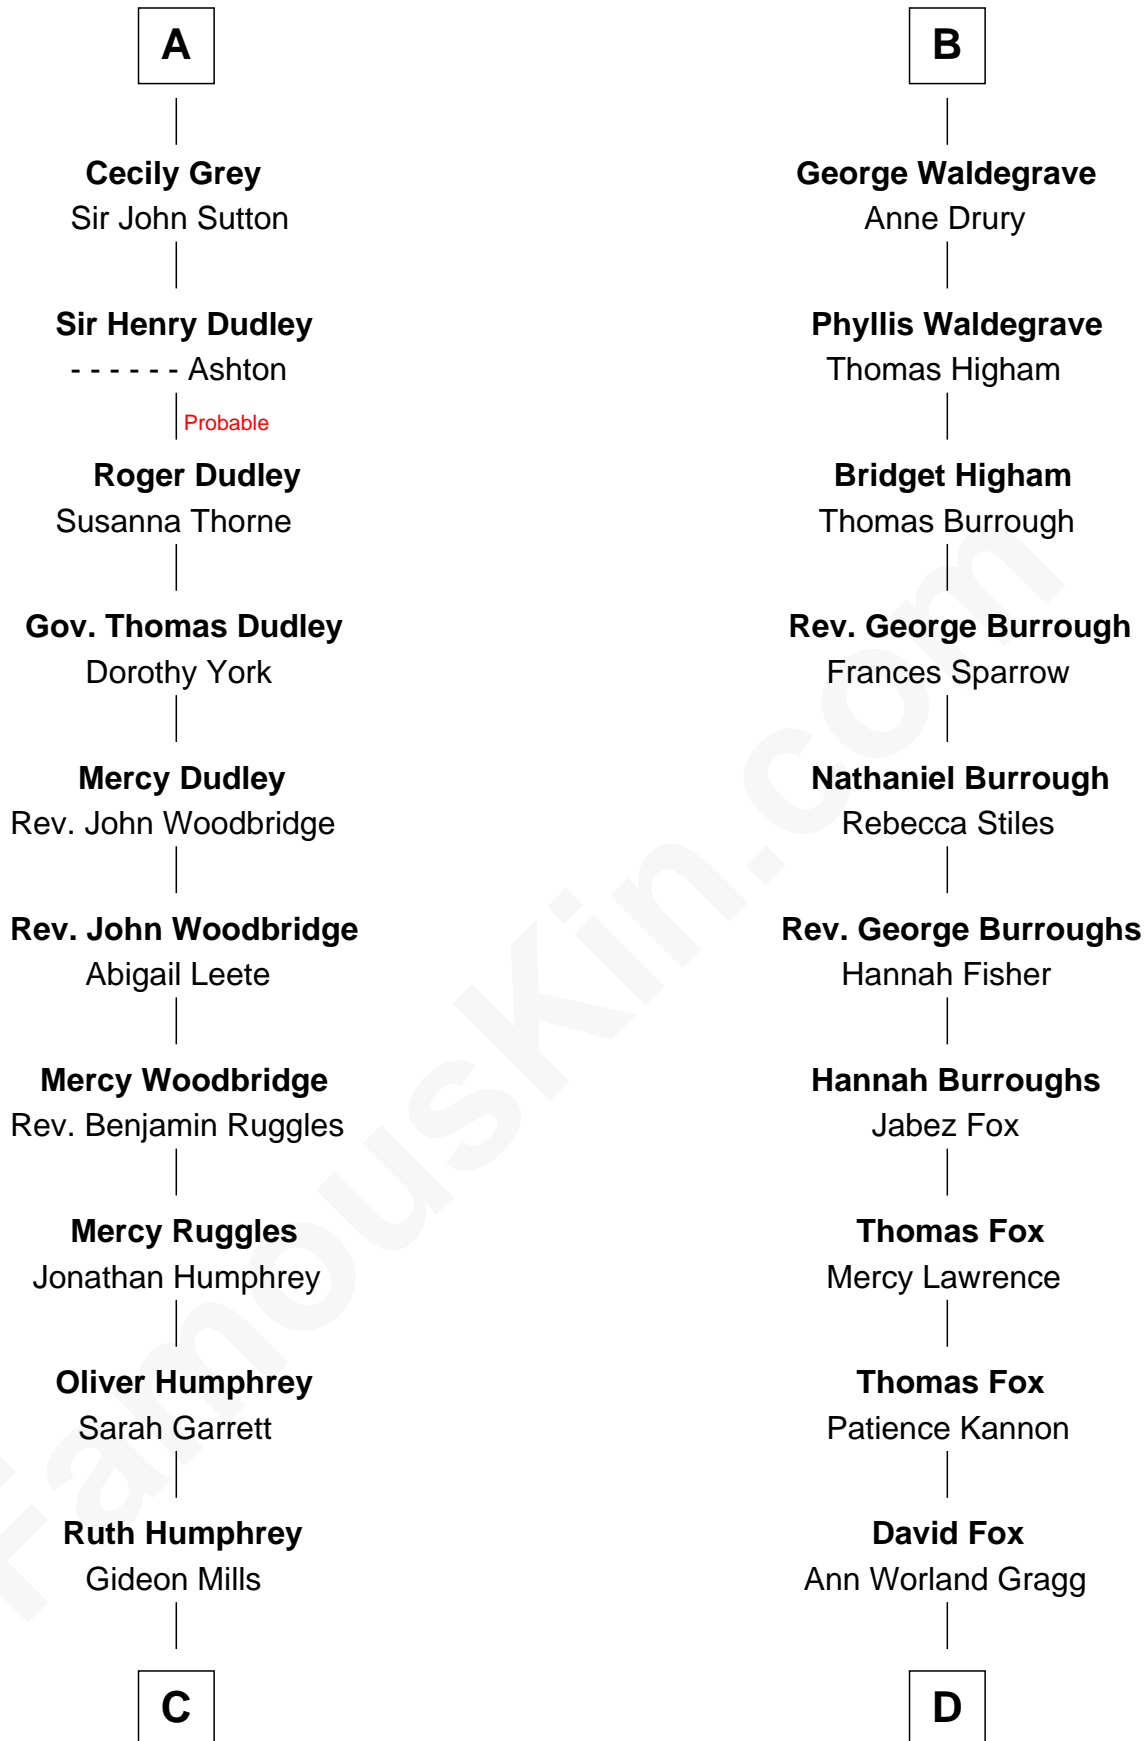 A
Cecily Grey
Sir John Sutton
Sir Henry Dudley
- - - - - - Ashton
Probable
Roger Dudley
Susanna Thorne
Gov. Thomas Dudley
Dorothy York
Mercy Dudley
Rev. John Woodbridge
Rev. John Woodbridge
Abigail Leete
Mercy Woodbridge
Rev. Benjamin Ruggles
Mercy Ruggles
Jonathan Humphrey
Oliver Humphrey
Sarah Garrett
Ruth Humphrey
Gideon Mills
C
B
George Waldegrave
Anne Drury
Phyllis Waldegrave
Thomas Higham
Bridget Higham
Thomas Burrough
Rev. George Burrough
Frances Sparrow
Nathaniel Burrough
Rebecca Stiles
Rev. George Burroughs
Hannah Fisher
Hannah Burroughs
Jabez Fox
Thomas Fox
Mercy Lawrence
Thomas Fox
Patience Kannon
David Fox
Ann Worland Gragg
D
FamousKin.com